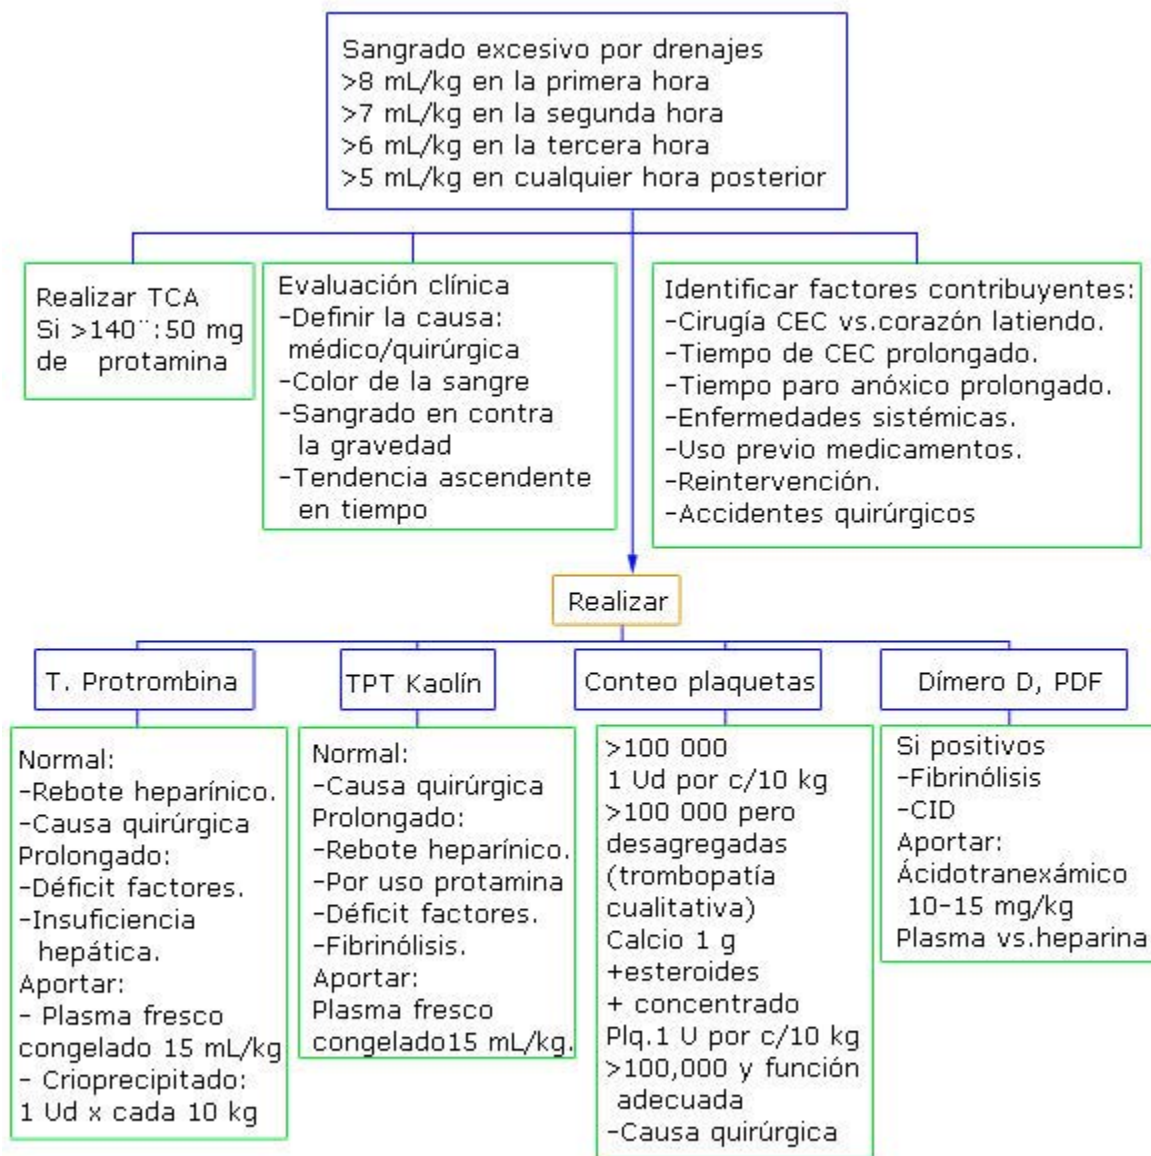 Sangrado excesivo por drenajes
>8 mL/kg en la primera hora
>7 mL/kg en la segunda hora
>6 mL/kg en la tercera hora
>5 mL/kg en cualquier hora posterior
Realizar TCA
Si >140¨:50 mg
de protamina
Evaluación clínica
-Definir la causa:
médico/quirúrgica
-Color de la sangre
-Sangrado en contra
la gravedad
-Tendencia ascendente
en tiempo
Identificar factores contribuyentes:
-Cirugía CEC vs.corazón latiendo.
-Tiempo de CEC prolongado.
-Tiempo paro anóxico prolongado.
-Enfermedades sistémicas.
-Uso previo medicamentos.
-Reintervención.
-Accidentes quirúrgicos
Realizar
T. Protrombina
Normal:
-Rebote heparínico.
-Causa quirúrgica
Prolongado:
-Déficit factores.
-Insuficiencia
hepática.
Aportar:
- Plasma fresco
congelado 15 mL/kg
- Crioprecipitado:
1 Ud x cada 10 kg
TPT Kaolín
Normal:
-Causa quirúrgica
Prolongado:
-Rebote heparínico.
-Por uso protamina
-Déficit factores.
-Fibrinólisis.
Aportar:
Plasma fresco
congelado15 mL/kg.
Conteo plaquetas
>100 000
1 Ud por c/10 kg
>100 000 pero
desagregadas
(trombopatía
cualitativa)
Calcio 1 g
+esteroides
+ concentrado
Plq.1 U por c/10 kg
>100,000 y función
adecuada
-Causa quirúrgica
Dímero D, PDF
Si positivos
-Fibrinólisis
-CID
Aportar:
Ácidotranexámico
10-15 mg/kg
Plasma vs.heparina